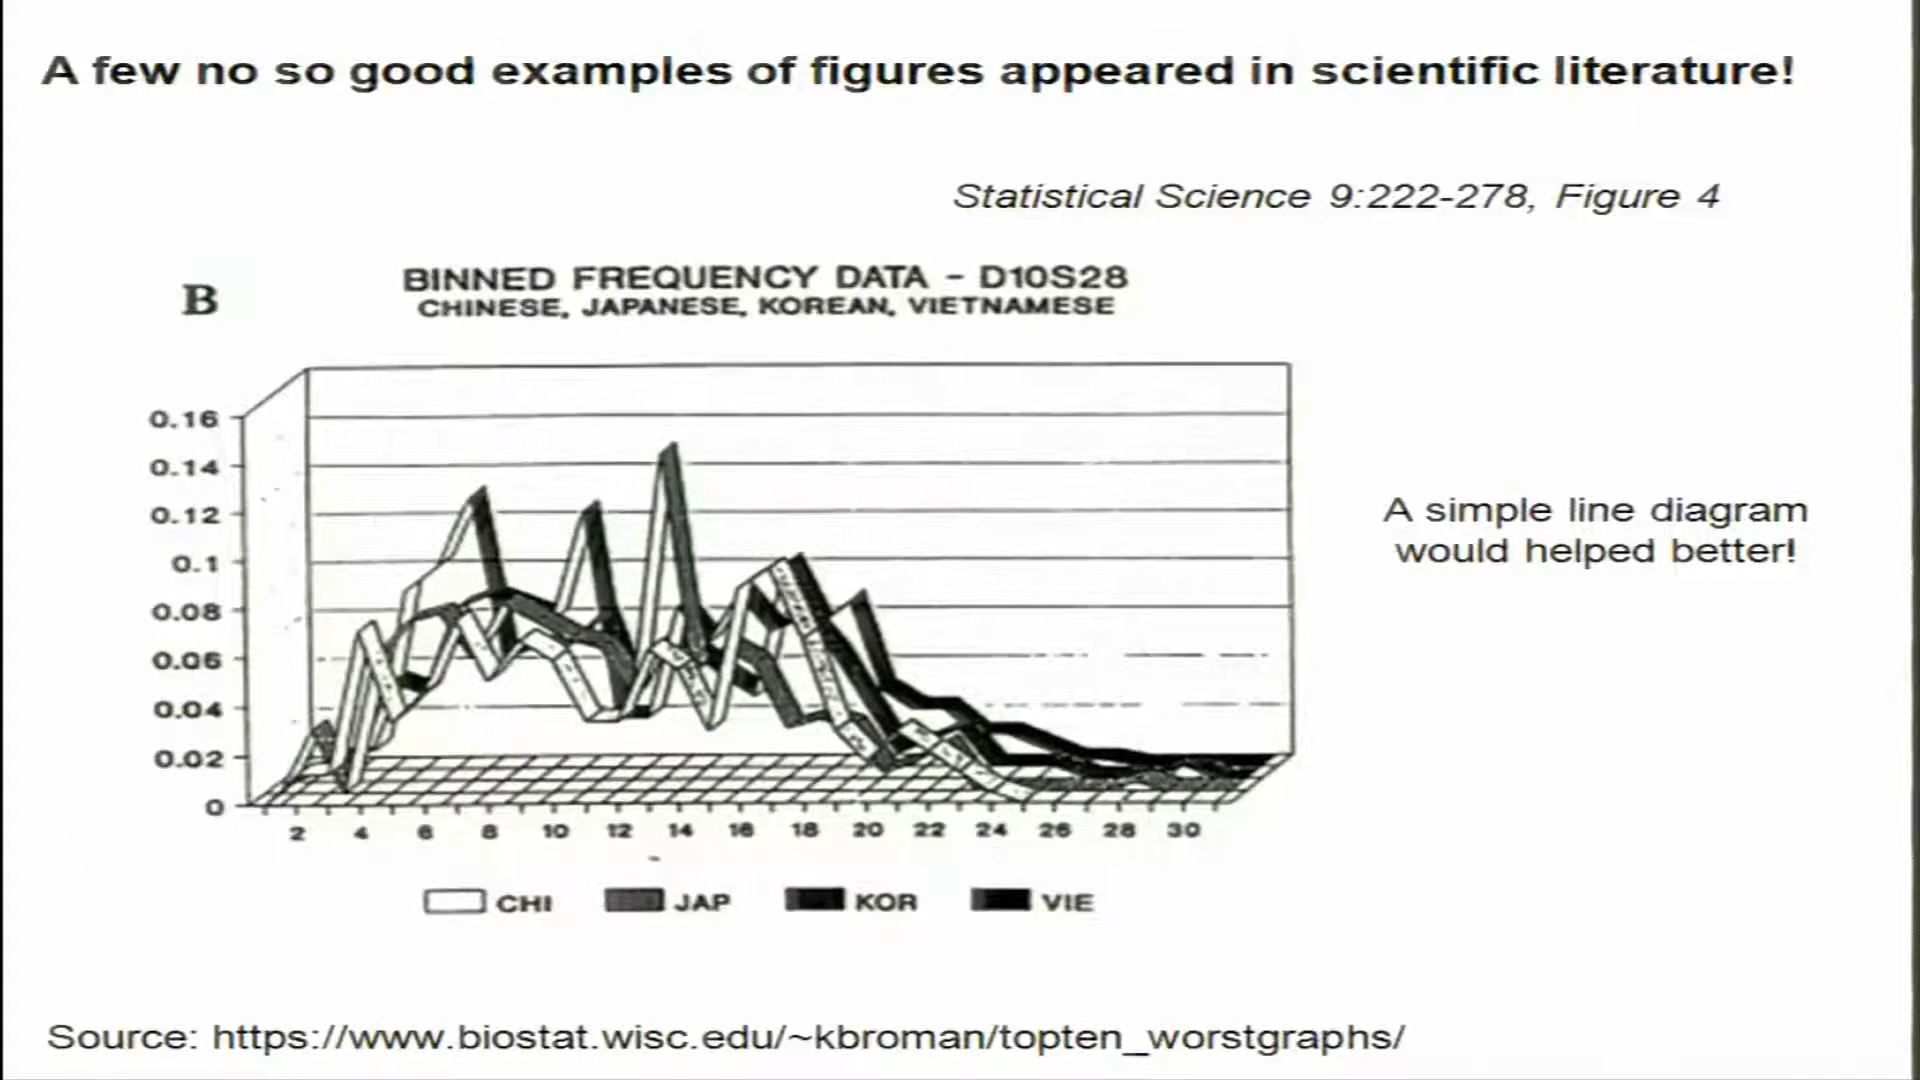 A few no so good examples of figures appeared in scientific literature!
Statistical Science 9:222-278, Figure 4
B
BINNED FREQUENCY DATA - D10S28
CHINESE, JAPANESE, KOREAN, VIETNAMESE
0.16
0.14
0.12
0.1
0.08
0.06
0.04
0.02
0
2 4 6 8 10 12 14 16 18 20 22 24 26 28 30
CHI JAP KOR VIE
A simple line diagram
would helped better!
Source: https://www.biostat.wisc.edu/~kbroman/topten_worstgraphs/